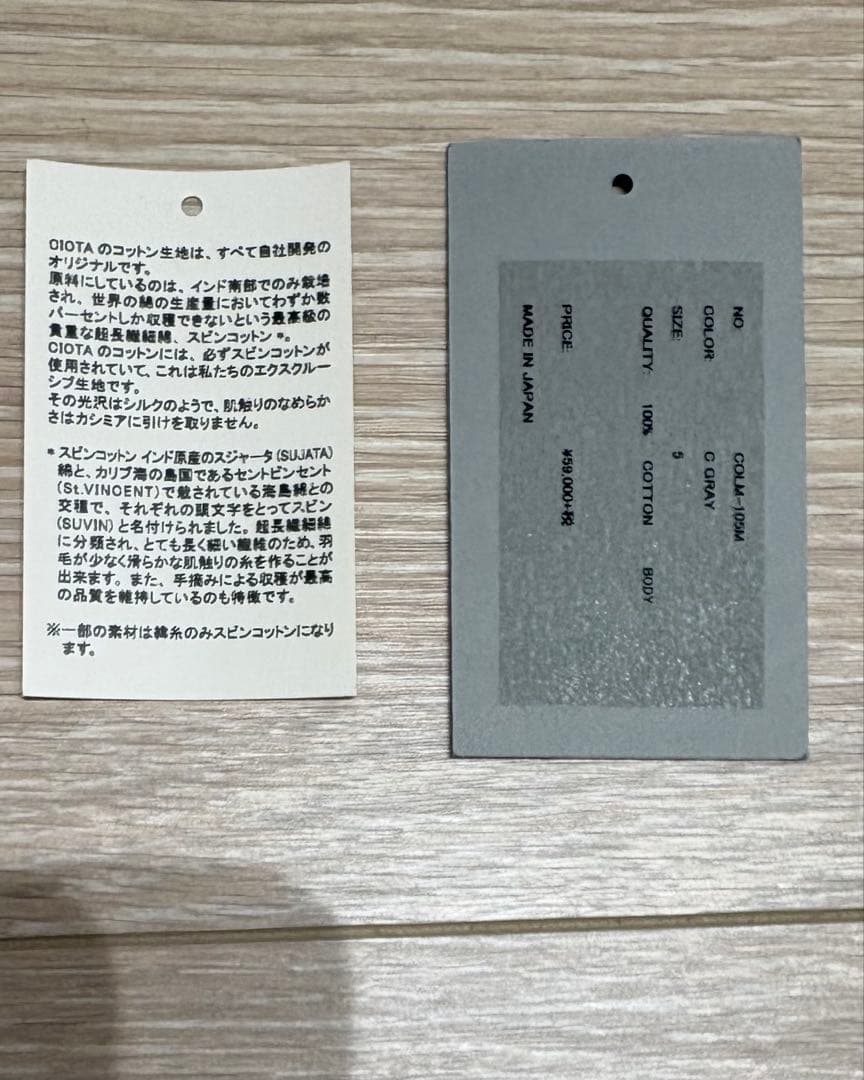 CIOTA のコットン生地は、すべて自社開発の
オリジナルです。
原料にしているのは、インド南部でのみ栽培
され、世界の綿の生産量においてわずか数
パーセントしか収穫できないという最高級の
貴重な超長繊維綿、スビンコットン *。
CIOTA のコットンには、必ずスビンコットンが
使用されていて、これは私たちのエクスクルー
シブ生地です。
その光沢はシルクのようで、肌触りのなめらか
さはカシミアに引けを取りません。
* スビンコットン インド原産のスジャータ (SUJATA)
綿と、カリブ海の島国であるセントビンセント
(St.VINCENT) で栽されている海島綿との
交種で、それぞれの頭文字をとってスビン
(SUVIN) と名付けられました。超長繊維細綿
に分類され、とても長く細い繊維のため、羽
毛が少なく滑らかな肌触りの糸を作ることが
出来ます。また、手摘みによる収穫が最高
の品質を維持しているのも特徴です。
※一部の素材は緯糸のみスビンコットンになり
ます。
NO COLM-105M
COLOR: C GRAY
SIZE: 5
QUALITY: 100% COTTON BODY
PRICE: ¥59,000+税
MADE IN JAPAN